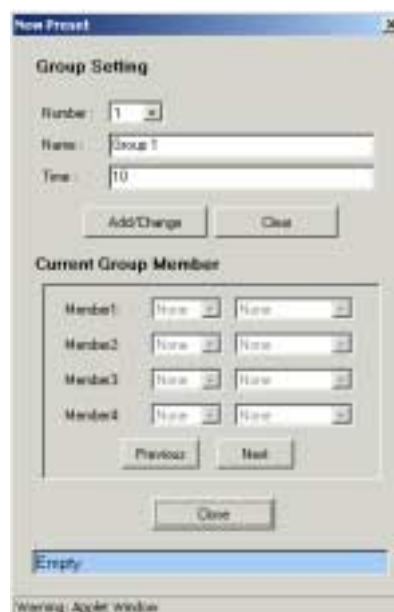 New Preset
Group Setting
Number : 1
Name : Group 1
Time : 10
Add/Change Clear
Current Group Member
Member1 None None
Member2 None None
Member3 None None
Member4 None None
Previous Next
Close
Empty
Warning: Applet Window